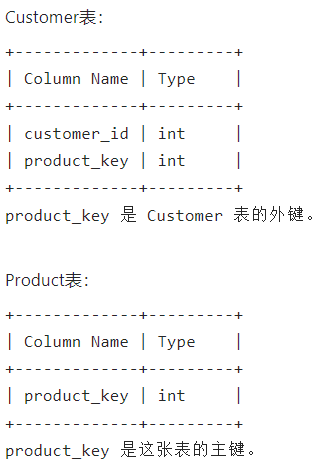 Customer表：
+-------------+---------+
| Column Name | Type    |
+-------------+---------+
| customer_id | int     |
| product_key | int     |
+-------------+---------+
product_key 是 Customer 表的外键。
Product表：
+-------------+---------+
| Column Name | Type    |
+-------------+---------+
| product_key | int     |
+-------------+---------+
product_key 是这张表的主键。